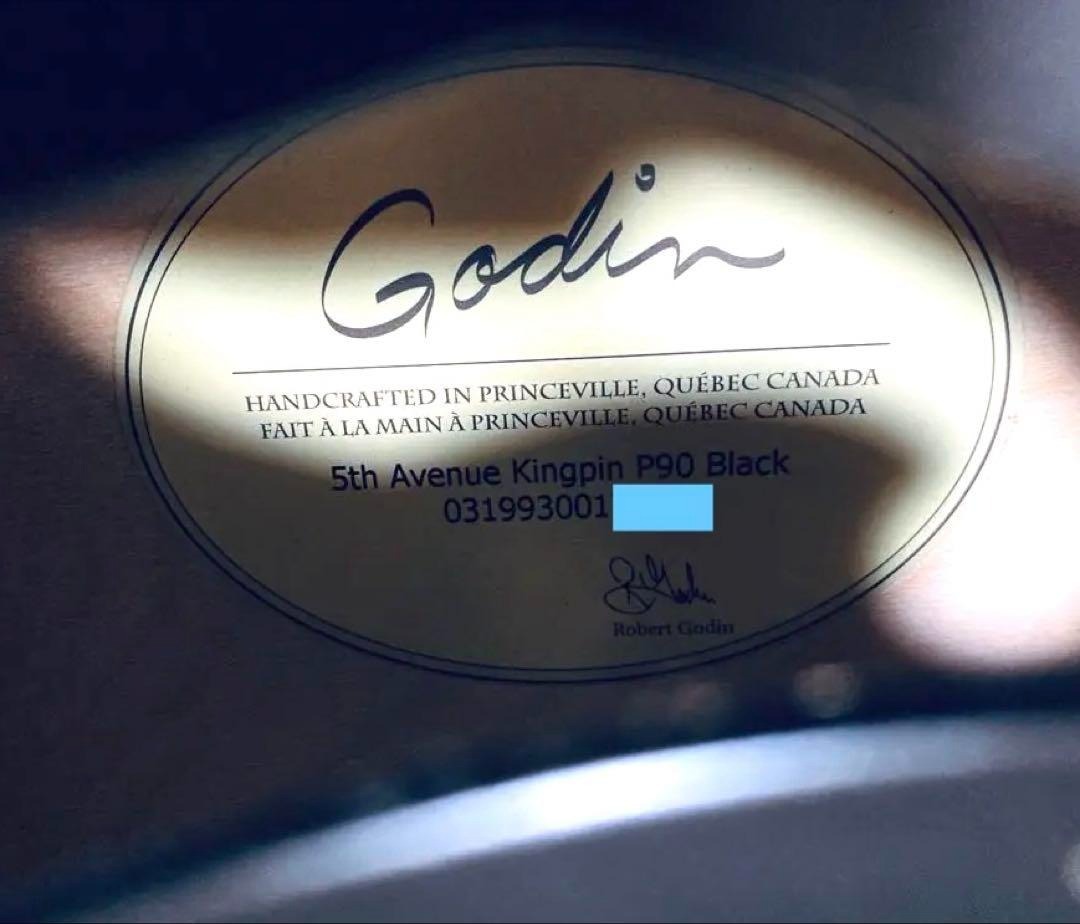 Godin
HANDCRAFTED IN PRINCEVILLE, QUÉBEC CANADA
FAIT À LA MAIN À PRINCEVILLE, QUÉBEC CANADA
5th Avenue Kingpin P90 Black
031993001
R Godin
Robert Godin